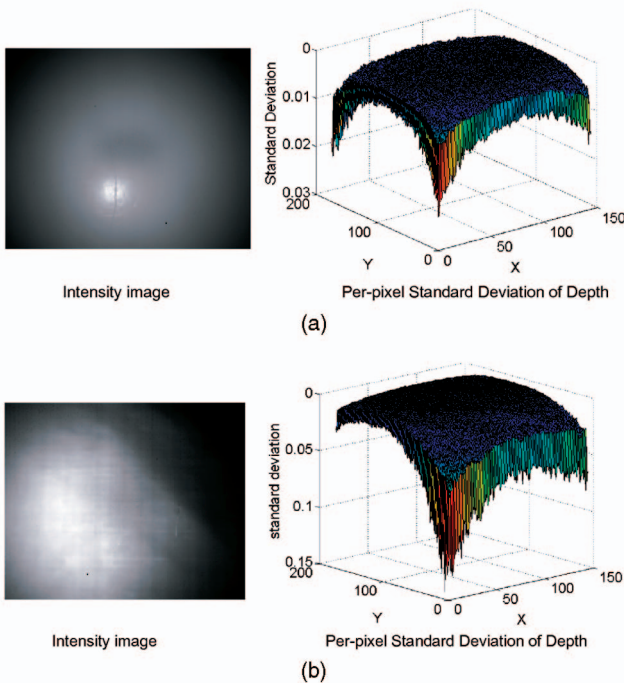 0
0.01
0.02
0.03
Standard Deviation
200
100
0
Y
0
50
100
150
X
Intensity image
Per-pixel Standard Deviation of Depth
(a)
0
0.05
0.1
0.15
standard deviation
200
100
0
Y
0
50
100
150
X
Intensity image
Per-pixel Standard Deviation of Depth
(b)